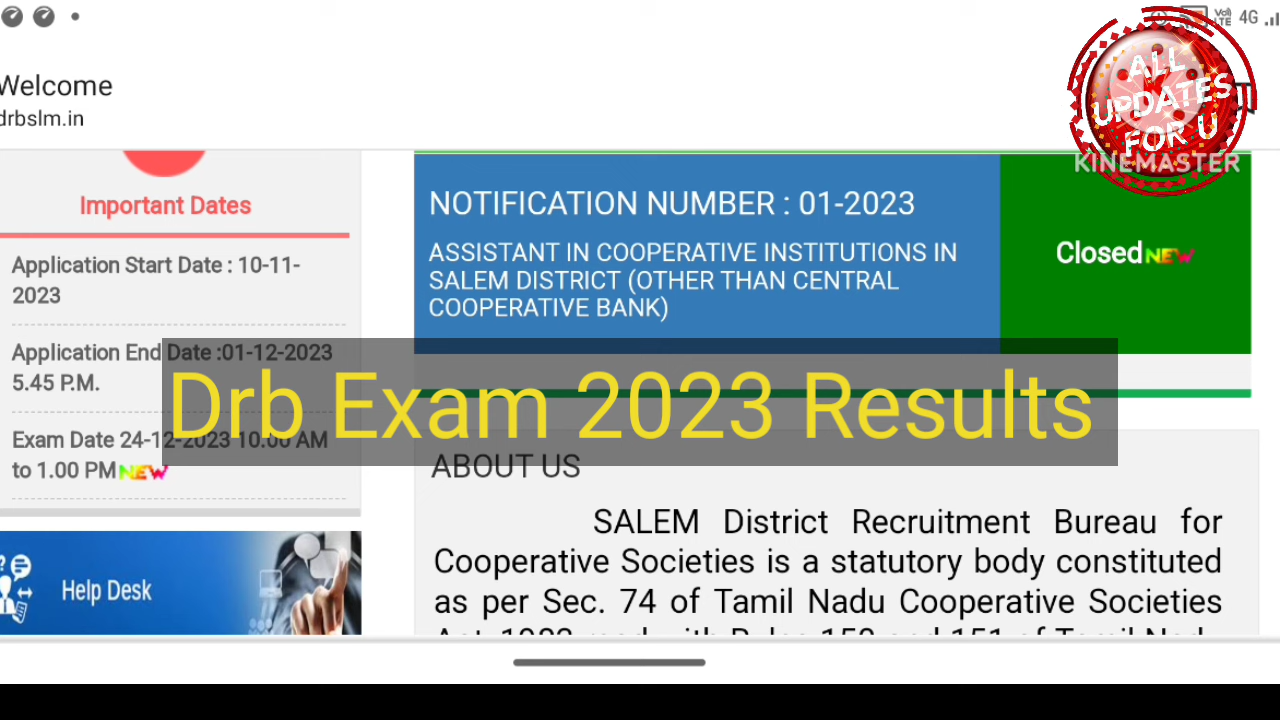 VoD LTE 4G
Welcome
drbslm.in
ALL
UPDATES
FOR U
KINEMASTER
Important Dates
Application Start Date : 10-11-
2023
Application End Date :01-12-2023
5.45 P.M.
Exam Date 24-12-2023 10.00 AM
to 1.00 PM NEW
Help Desk
NOTIFICATION NUMBER : 01-2023
ASSISTANT IN COOPERATIVE INSTITUTIONS IN
SALEM DISTRICT (OTHER THAN CENTRAL
COOPERATIVE BANK)
Closed NEW
Drb Exam 2023 Results
ABOUT US
SALEM District Recruitment Bureau for
Cooperative Societies is a statutory body constituted
as per Sec. 74 of Tamil Nadu Cooperative Societies